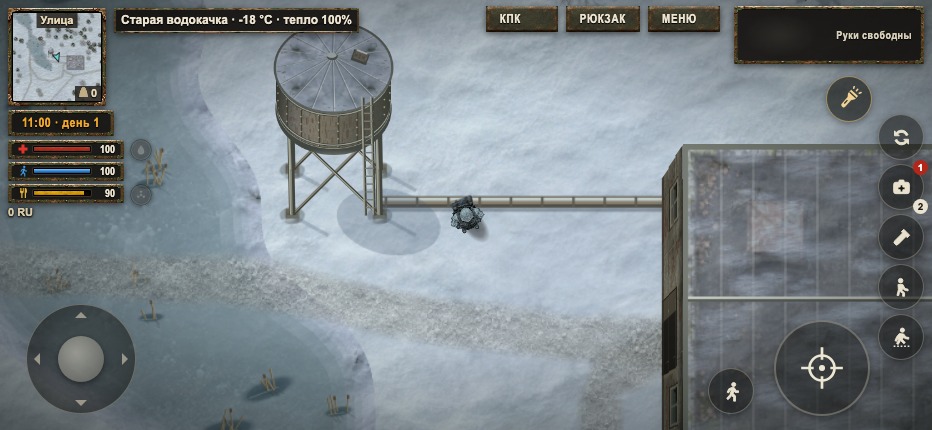 Улица
Старая водокачка · -18 °C · тепло 100%
КПК
РЮКЗАК
МЕНЮ
Руки свободны
0
11:00 · день 1
100
100
90
0 RU
1
2